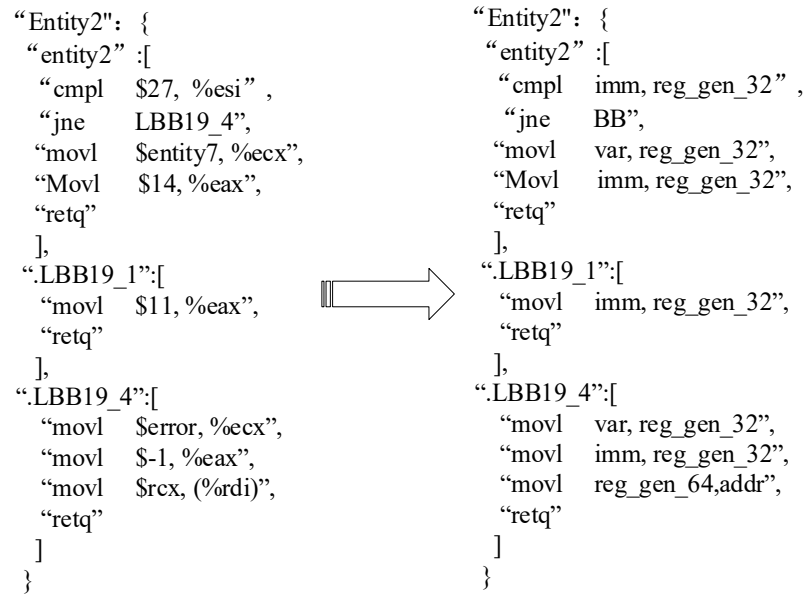 “Entity2": {
“entity2” :[
“cmpl $27, %esi” ,
“jne LBB19_4”,
“movl $entity7, %ecx”,
“Movl $14, %eax”,
“retq”
],
“.LBB19_1”:[
“movl $11, %eax”,
“retq”
],
“.LBB19_4”:[
“movl $error, %ecx”,
“movl $-1, %eax”,
“movl $rcx, (%rdi)”,
“retq”
]
}
“Entity2": {
“entity2” :[
“cmpl imm, reg_gen_32” ,
“jne BB”,
“movl var, reg_gen_32”,
“Movl imm, reg_gen_32”,
“retq”
],
“.LBB19_1”:[
“movl imm, reg_gen_32”,
“retq”
],
“.LBB19_4”:[
“movl var, reg_gen_32”,
“movl imm, reg_gen_32”,
“movl reg_gen_64,addr”,
“retq”
]
}